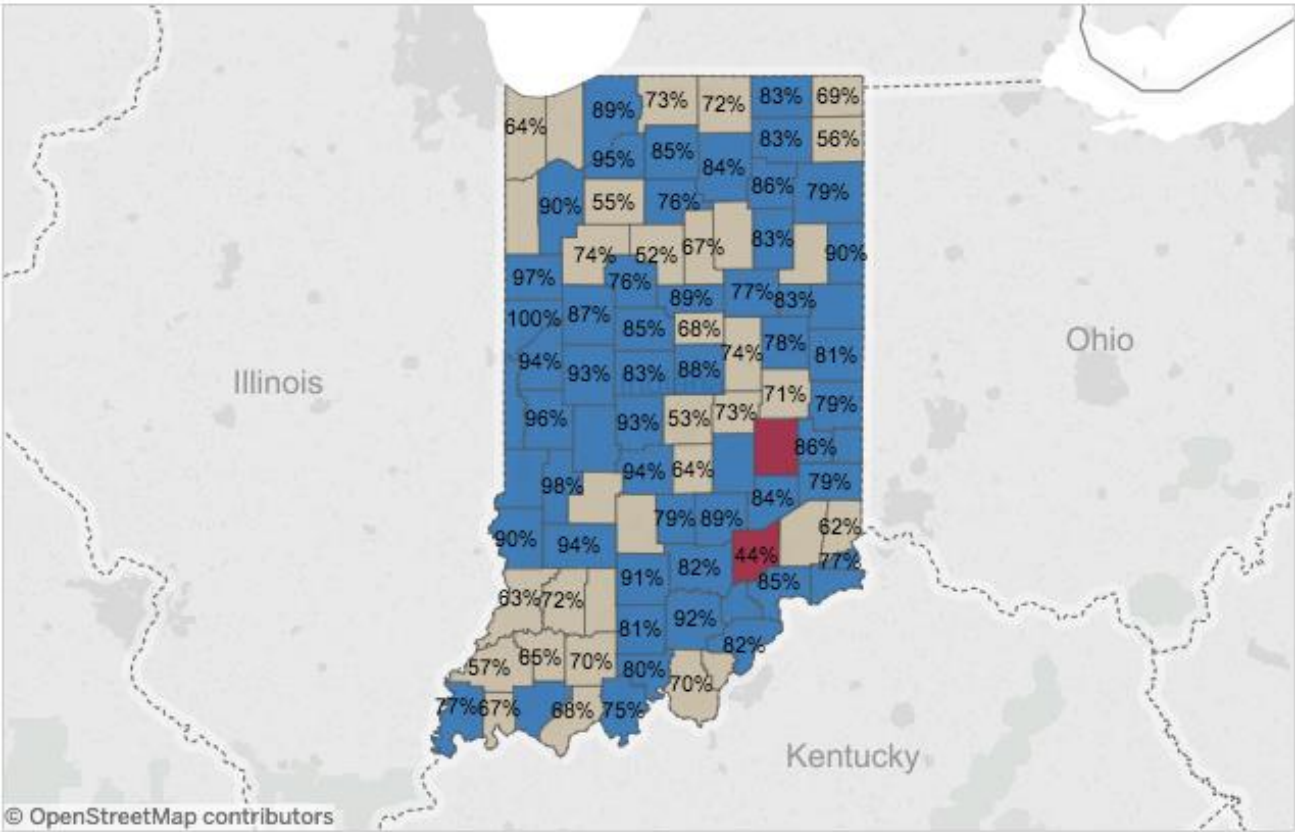 89% 73% 72% 83% 69%
64% 95% 85% 84% 83% 56%
90% 55% 76% 86% 79%
74% 52% 67% 83% 90%
97% 76% 89% 77% 83%
100% 87% 85% 68%
94% 93% 83% 88% 74% 78% 81%
96% 93% 53% 73% 71% 79%
98% 94% 64% 86%
84% 79%
90% 94% 79% 89% 62%
91% 82% 44% 77%
85%
63% 72% 81% 92%
82%
57% 65% 70% 80% 70%
77% 67% 68% 75%
Illinois
Ohio
Kentucky
© OpenStreetMap contributors